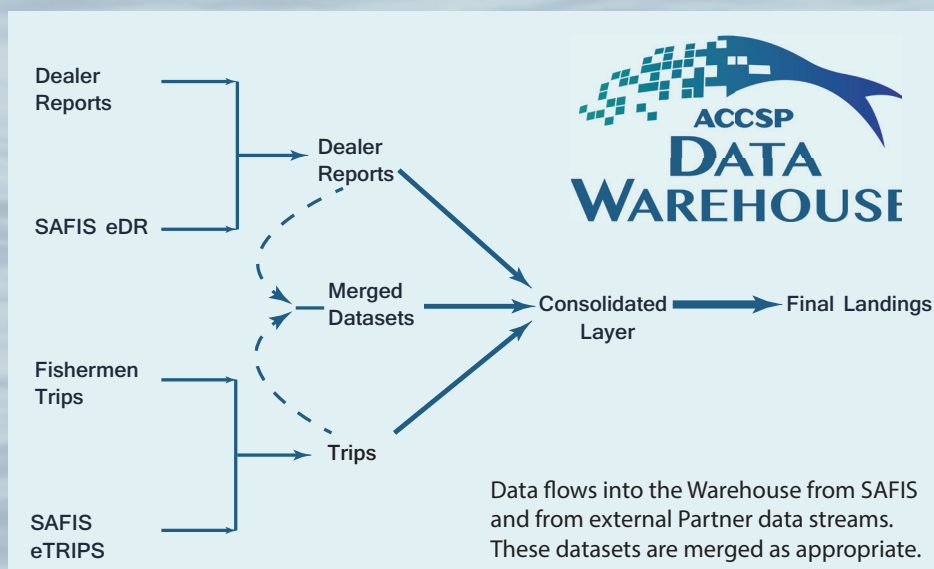 Dealer
Reports
SAFIS eDR
Dealer
Reports
Merged
Datasets
Fishermen
Trips
SAFIS
eTRIPS
Trips
Consolidated
Layer
Final Landings
ACCSP
DATA
WAREHOUSE
Data flows into the Warehouse from SAFIS
and from external Partner data streams.
These datasets are merged as appropriate.